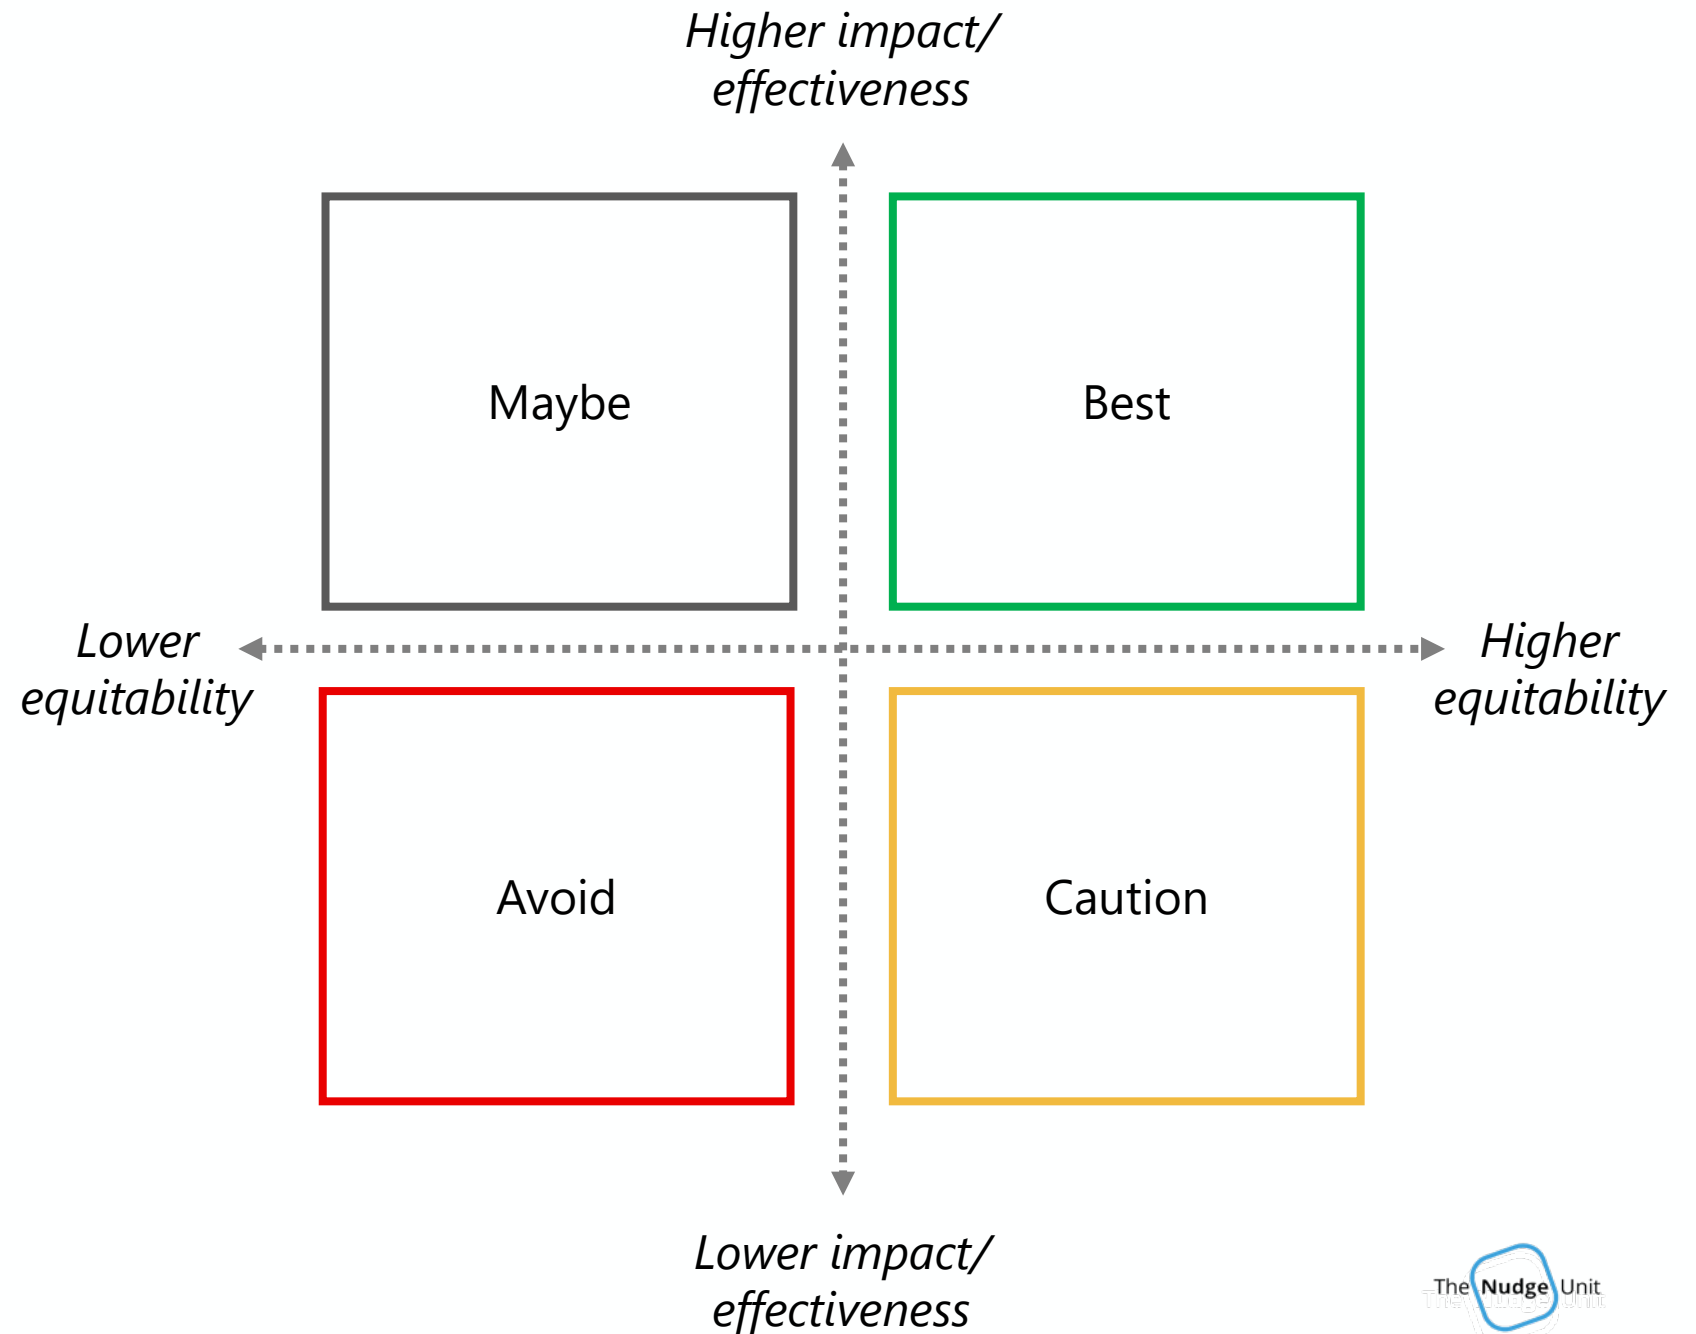 Higher impact/
effectiveness
Maybe
Best
Lower
equitability
Higher
equitability
Avoid
Caution
Lower impact/
effectiveness
The Nudge Unit